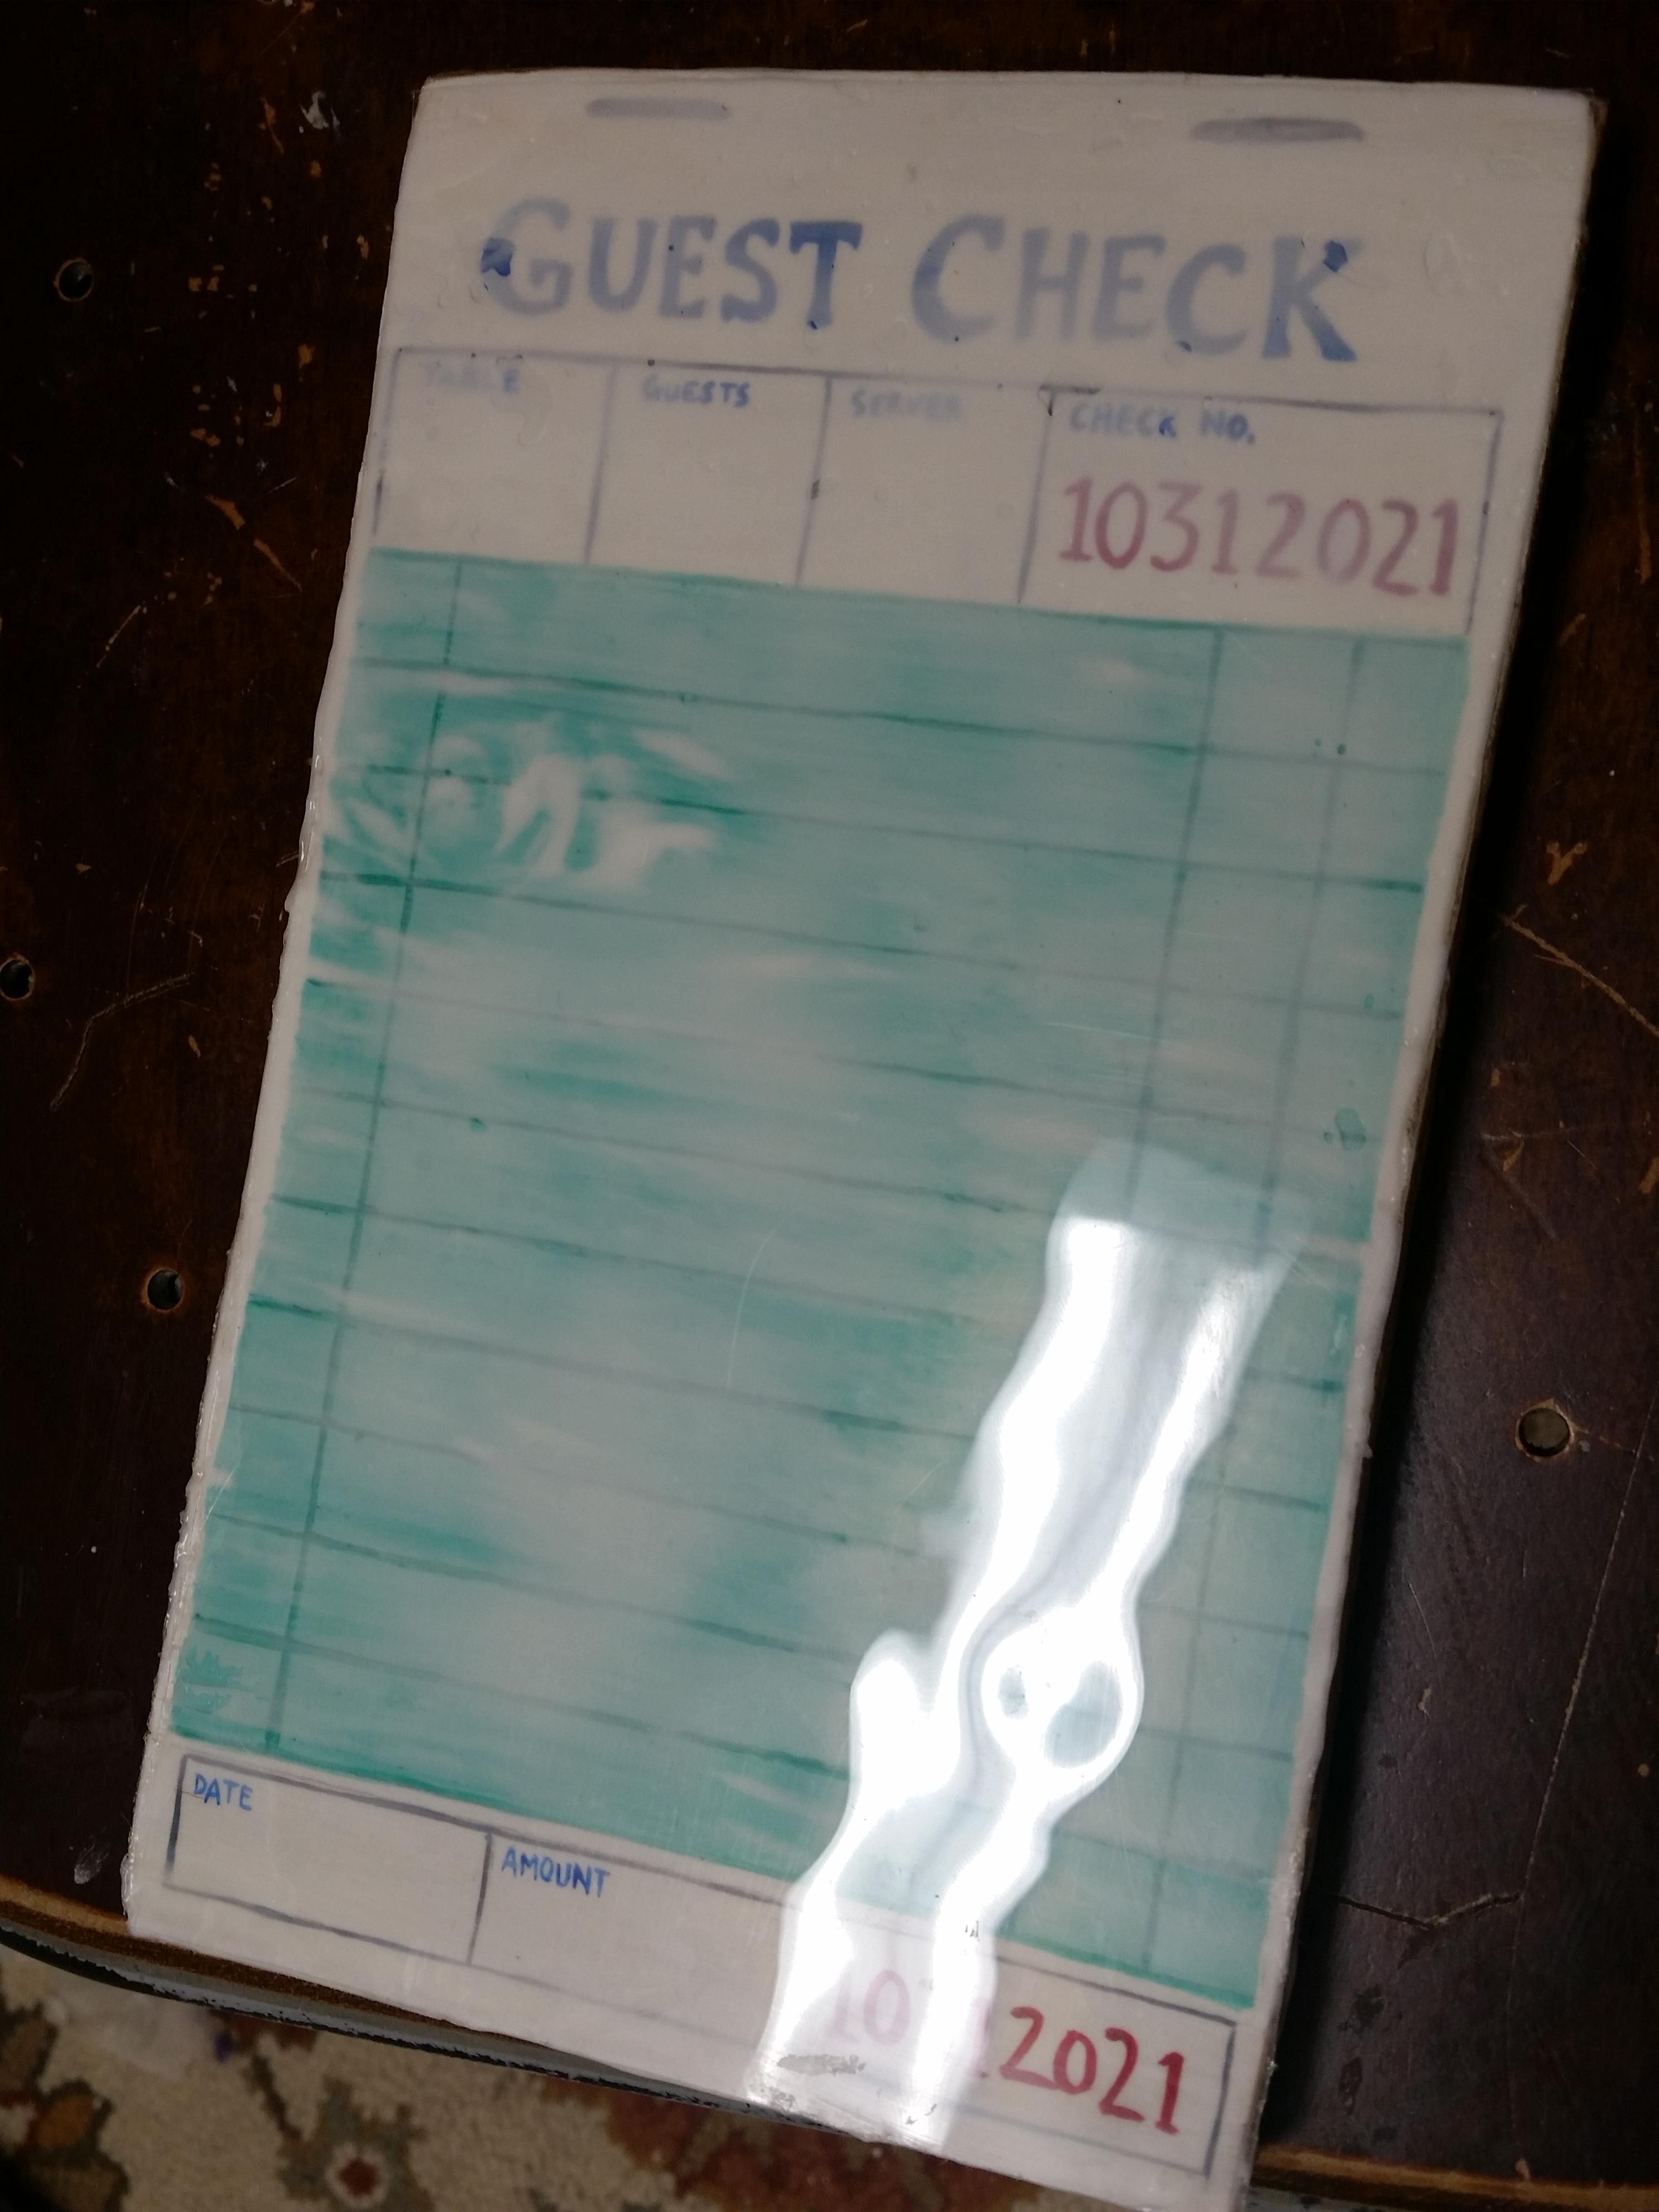 GUEST CHECK
TABLE GUESTS SERVER CHECK NO.
10312021
DATE
AMOUNT